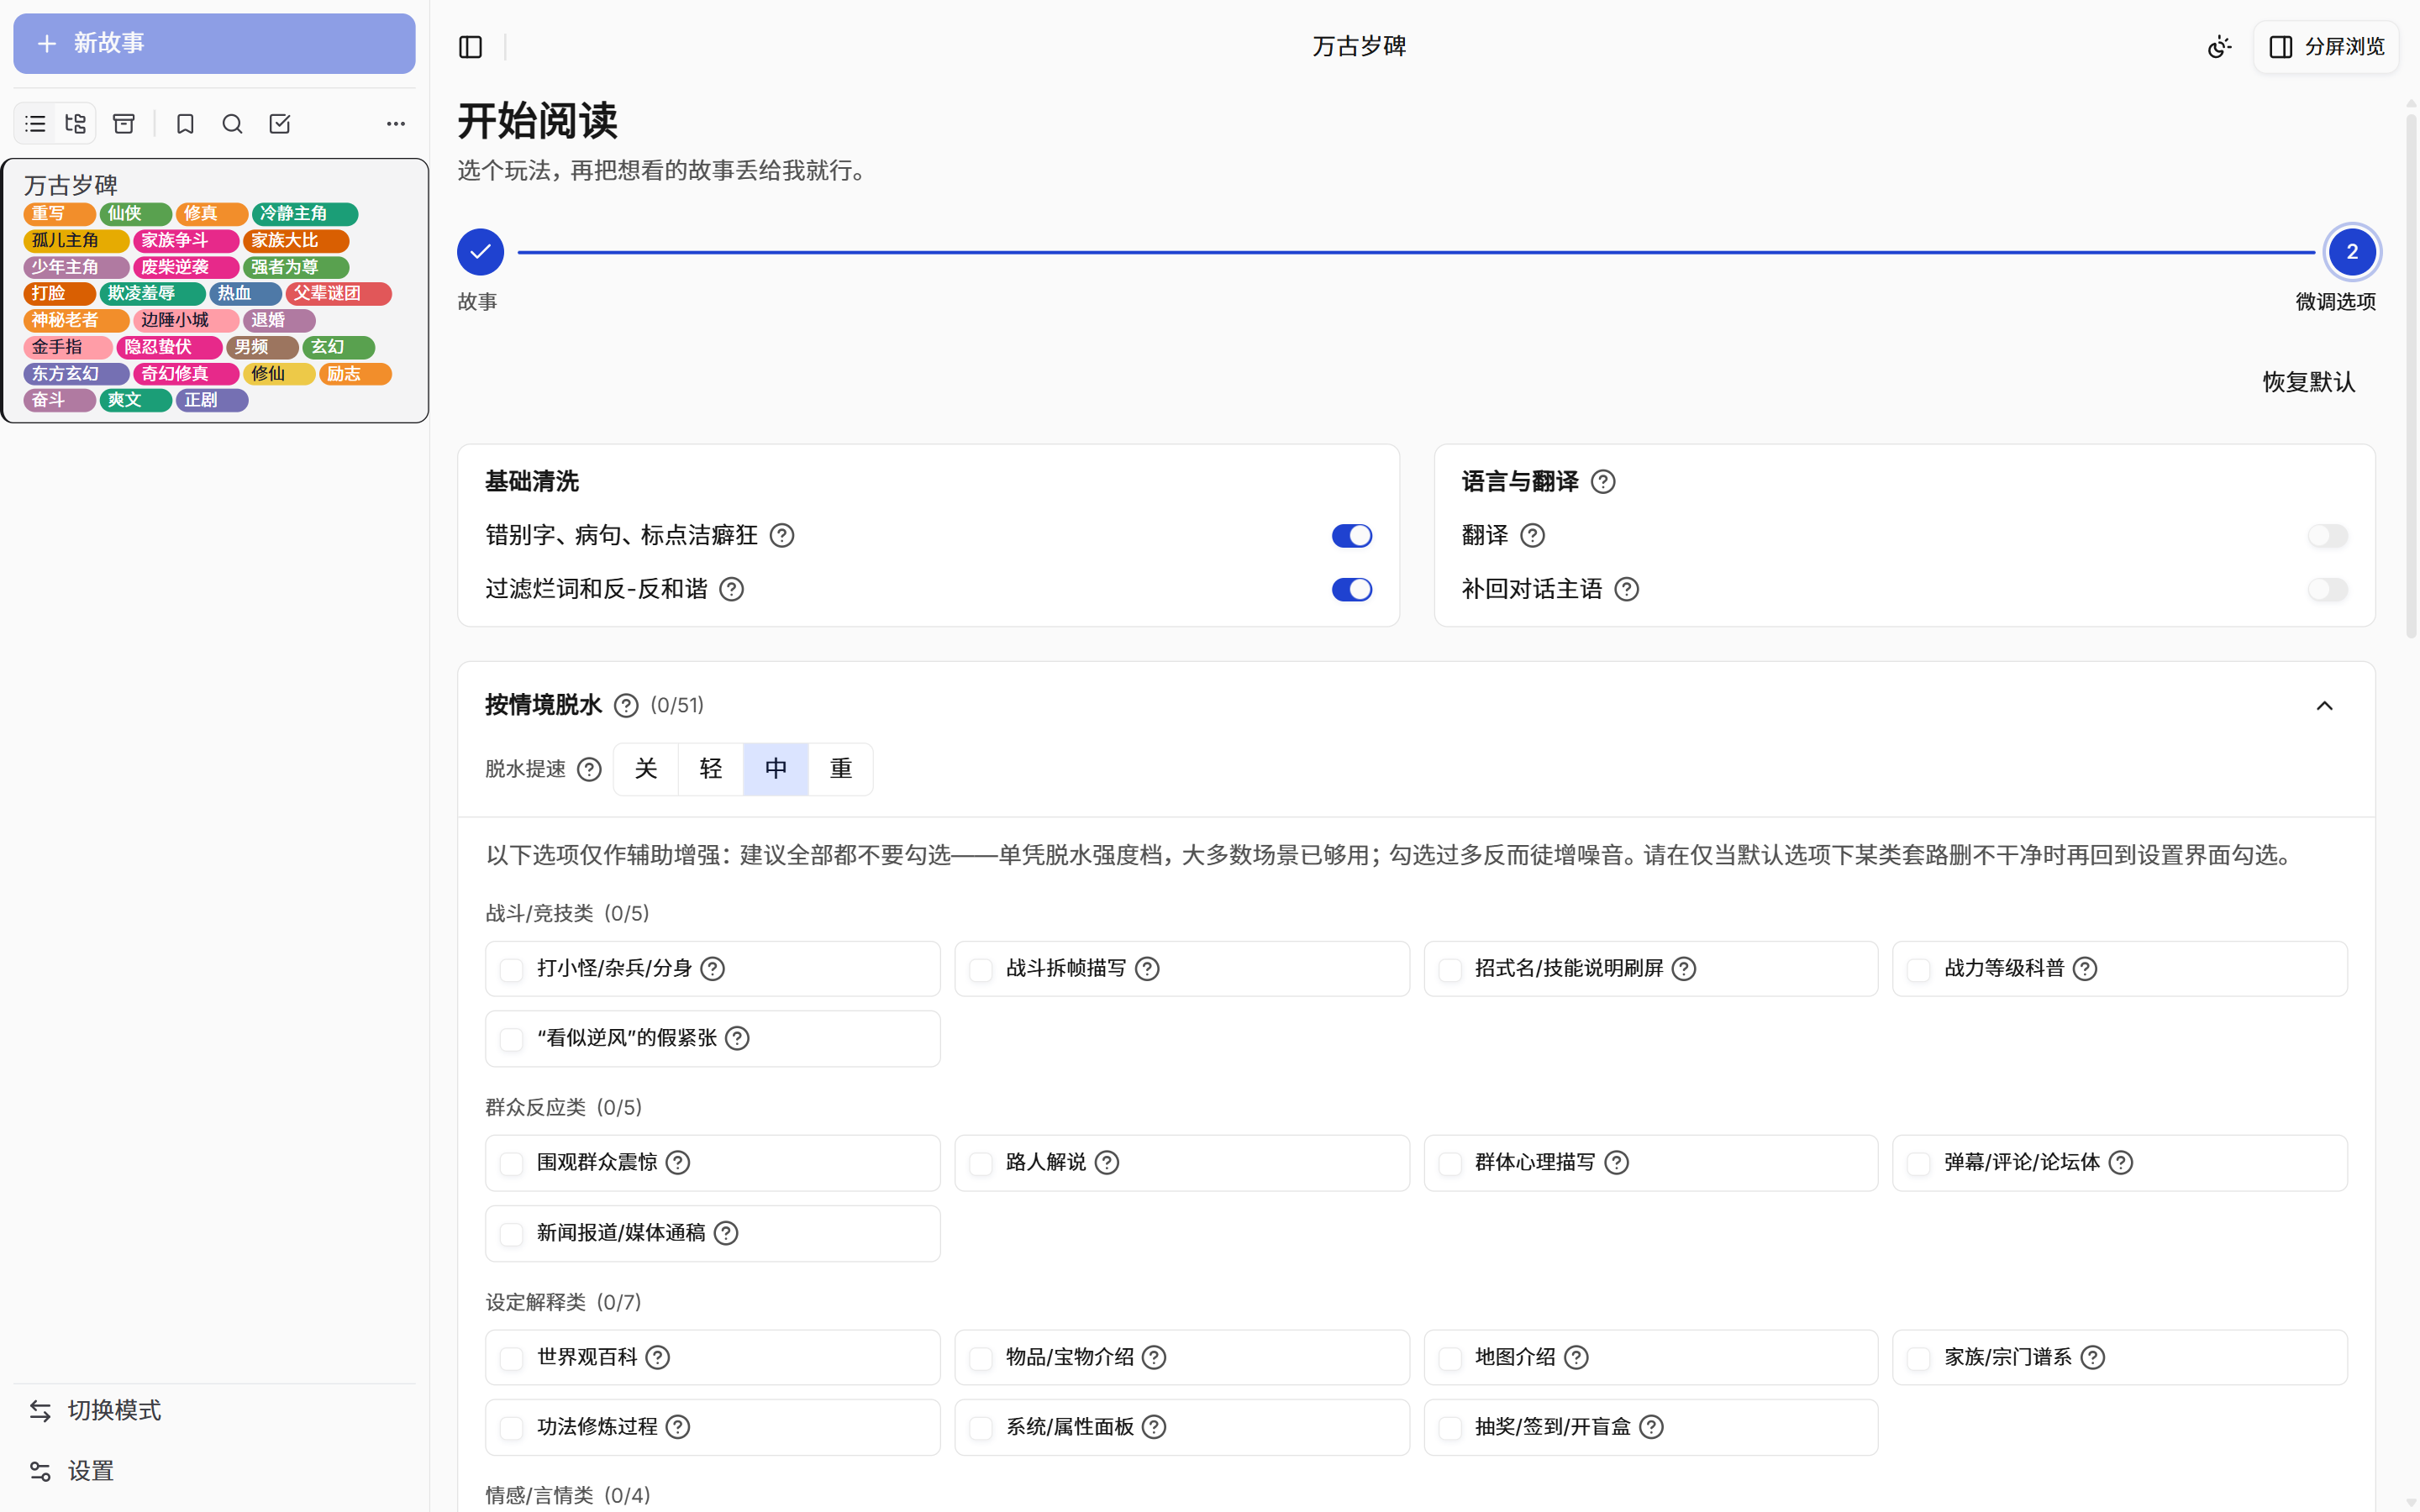 新故事
万古岁碑
重写 仙侠 修真 冷静主角
孤儿主角 家族争斗 家族大比
少年主角 废柴逆袭 强者为尊
打脸 欺凌羞辱 热血 父辈谜团
神秘老者 边陲小城 退婚
金手指 隐忍蛰伏 男频 玄幻
东方玄幻 奇幻修真 修仙 励志
奋斗 爽文 正剧
切换模式
设置
万古岁碑
分屏浏览
开始阅读
选个玩法，再把想看的故事丢给我就行。
2
故事
微调选项
恢复默认
基础清洗
错别字、病句、标点洁癖狂
过滤烂词和反-反和谐
语言与翻译
翻译
补回对话主语
按情境脱水 (0/51)
脱水提速 关 轻 中 重
以下选项仅作辅助增强：建议全部都不要勾选——单凭脱水强度档，大多数场景已够用；勾选过多反而徒增噪音。请在仅当默认选项下某类套路删不干净时再回到设置界面勾选。
战斗/竞技类 (0/5)
打小怪/杂兵/分身 战斗拆帧描写 招式名/技能说明刷屏 战力等级科普
“看似逆风”的假紧张
群众反应类 (0/5)
围观群众震惊 路人解说 群体心理描写 弹幕/评论/论坛体
新闻报道/媒体通稿
设定解释类 (0/7)
世界观百科 物品/宝物介绍 地图介绍 家族/宗门谱系
功法修炼过程 系统/属性面板 抽奖/签到/开盲盒
情感/言情类 (0/4)